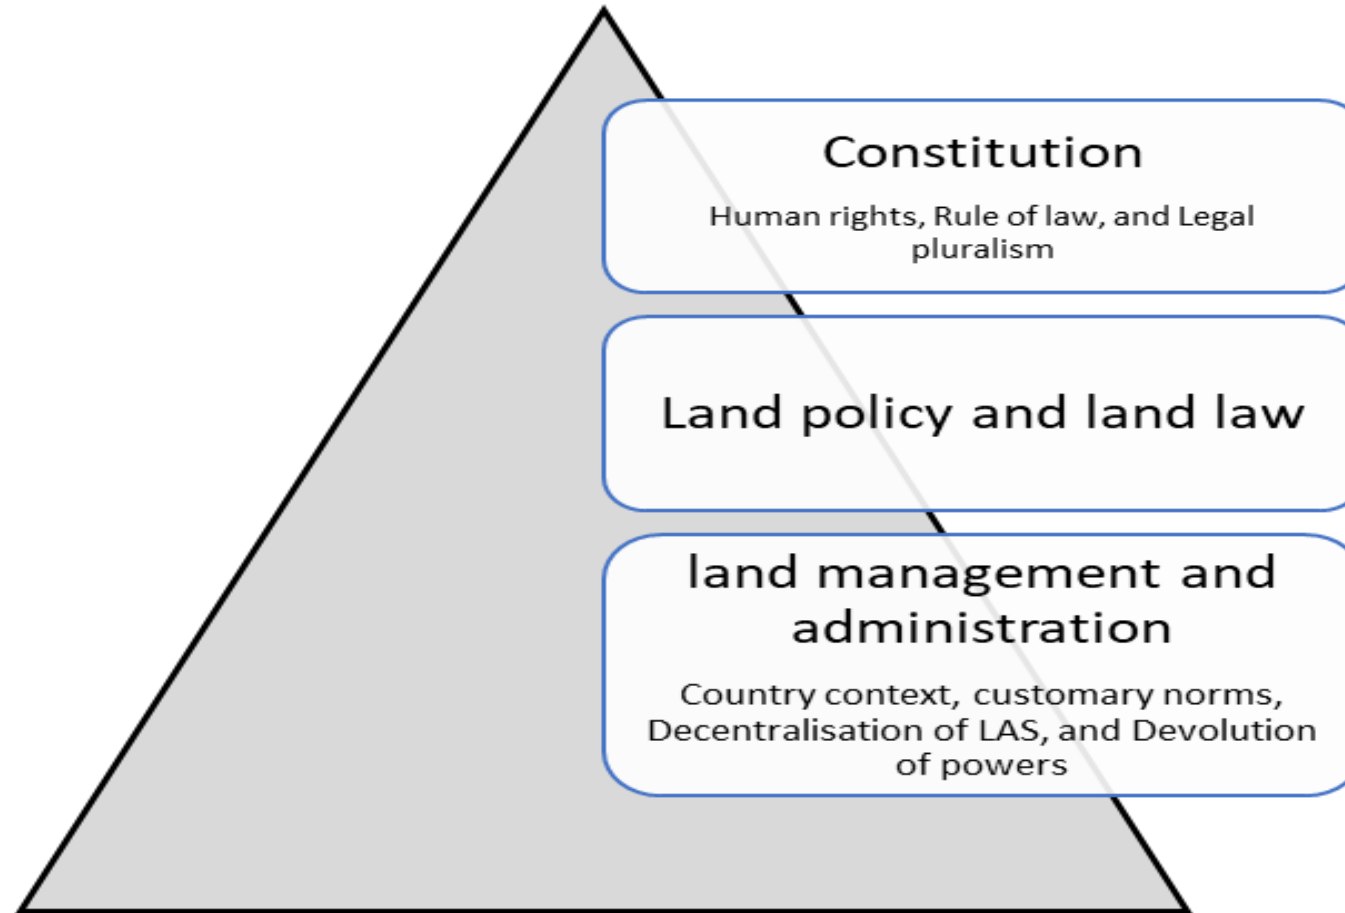 Constitution
Human rights, Rule of law, and Legal
pluralism
Land policy and land law
land management and
administration
Country context, customary norms,
Decentralisation of LAS, and Devolution
of powers